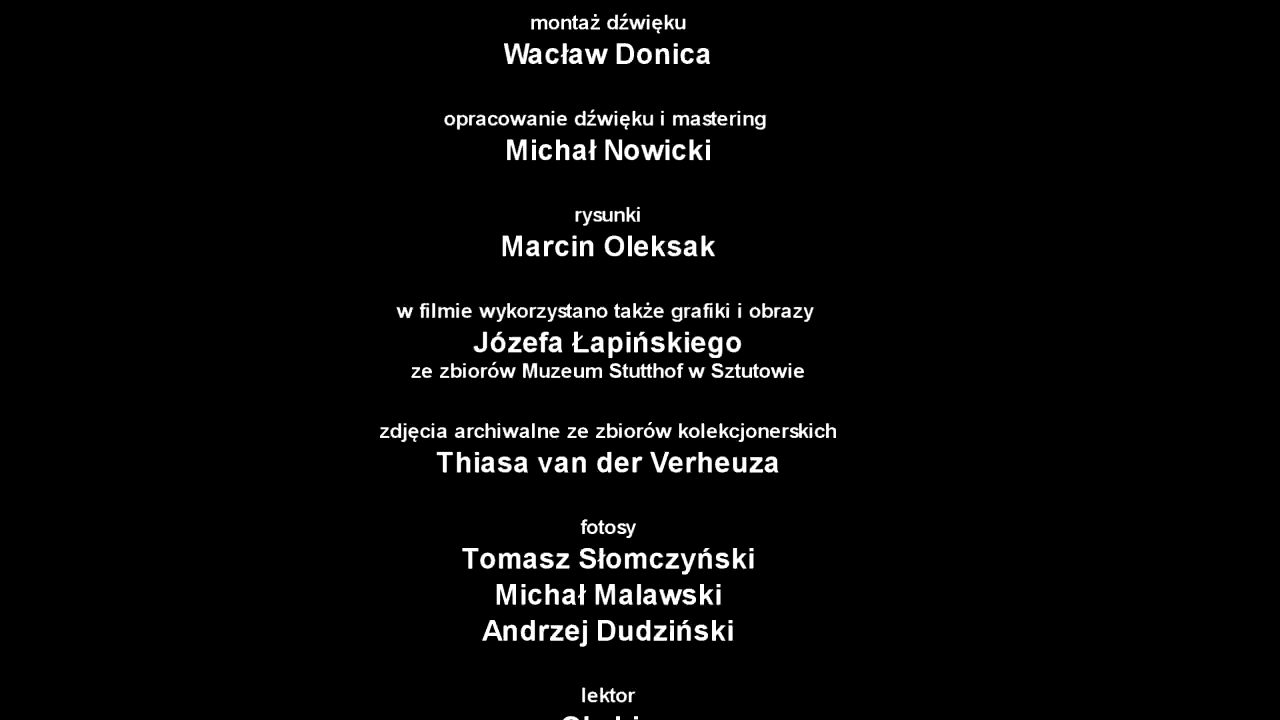 montaż dźwięku
Wacław Donica
opracowanie dźwięku i mastering
Michał Nowicki
rysunki
Marcin Oleksak
w filmie wykorzystano także grafiki i obrazy
Józefa Łapińskiego
ze zbiorów Muzeum Stutthof w Sztutowie
zdjęcia archiwalne ze zbiorów kolekcjonerskich
Thiasa van der Verheuza
fotosy
Tomasz Słomczyński
Michał Malawski
Andrzej Dudziński
lektor